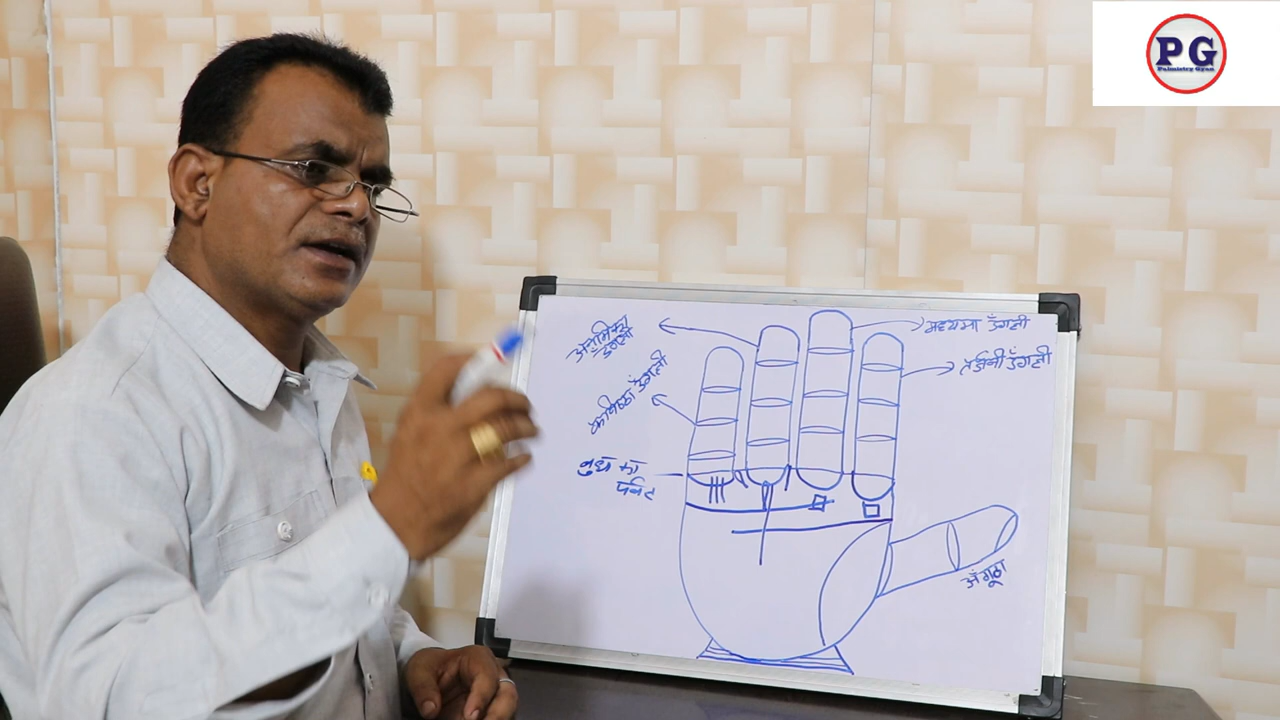 PG
Palmistry Gyan
अनामिका
उँगली
मध्यमा उँगली
तर्जनी उँगली
कनिष्ठा उँगली
बुध का
पर्वत
अँगूठा